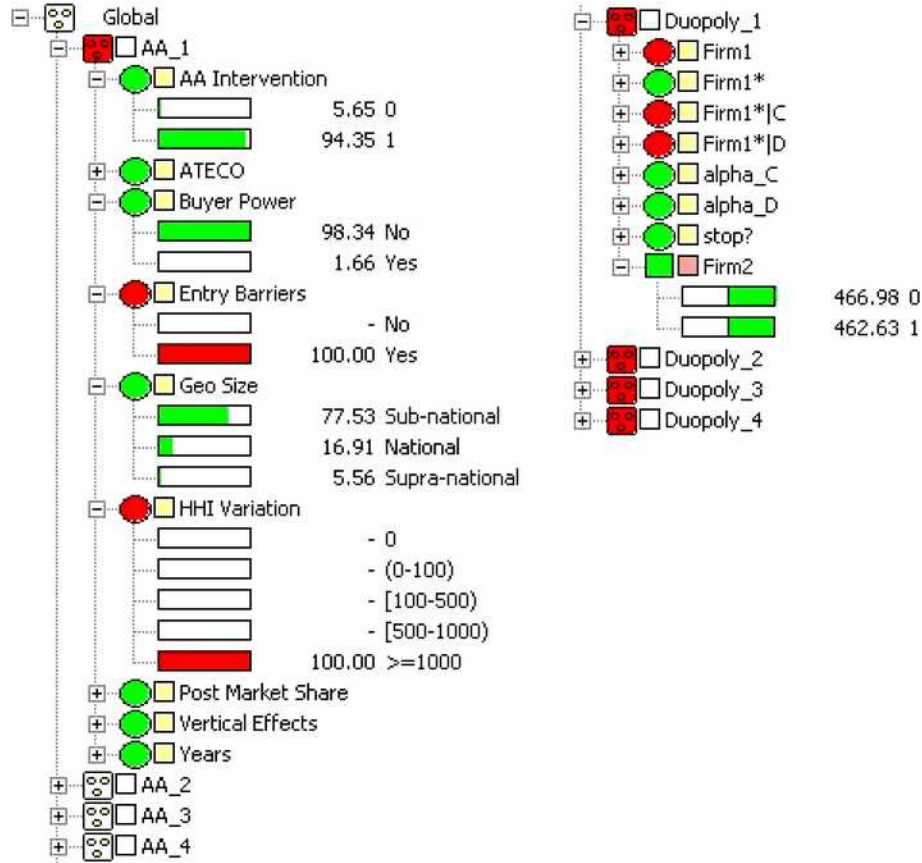 Global
AA_1
AA Intervention
5.65 0
94.35 1
ATECO
Buyer Power
98.34 No
1.66 Yes
Entry Barriers
- No
100.00 Yes
Geo Size
77.53 Sub-national
16.91 National
5.56 Supra-national
HHI Variation
- 0
- (0-100)
- [100-500)
- [500-1000)
100.00 >=1000
Post Market Share
Vertical Effects
Years
AA_2
AA_3
AA_4
Duopoly_1
Firm1
Firm1*
Firm1*|C
Firm1*|D
alpha_C
alpha_D
stop?
Firm2
466.98 0
462.63 1
Duopoly_2
Duopoly_3
Duopoly_4